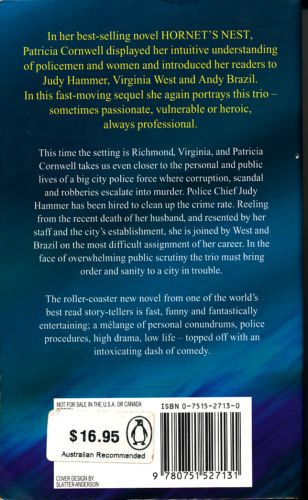 In her best-selling novel HORNET'S NEST,
Patricia Cornwell displayed her intuitive understanding
of policemen and women and introduced her readers to
Judy Hammer, Virginia West and Andy Brazil.
In this fast-moving sequel she again portrays this trio –
sometimes passionate, vulnerable or heroic,
always professional.
This time the setting is Richmond, Virginia, and Patricia
Cornwell takes us even closer to the personal and public
lives of a big city police force where corruption, scandal
and robberies escalate into murder. Police Chief Judy
Hammer has been hired to clean up the crime rate. Reeling
from the recent death of her husband, and resented by her
staff and the city's establishment, she is joined by West and
Brazil on the most difficult assignment of her career. In the
face of overwhelming public scrutiny the trio must bring
order and sanity to a city in trouble.
The roller-coaster new novel from one of the world's
best read story-tellers is fast, funny and fantastically
entertaining; a mélange of personal conundrums, police
procedures, high drama, low life – topped off with an
intoxicating dash of comedy.
NOT FOR SALE IN THE U.S.A. OR CANADA
$16.95
Australian Recommended
COVER DESIGN BY
SLATTER-ANDERSON
ISBN 0-7515-2713-0
9 780751 527131